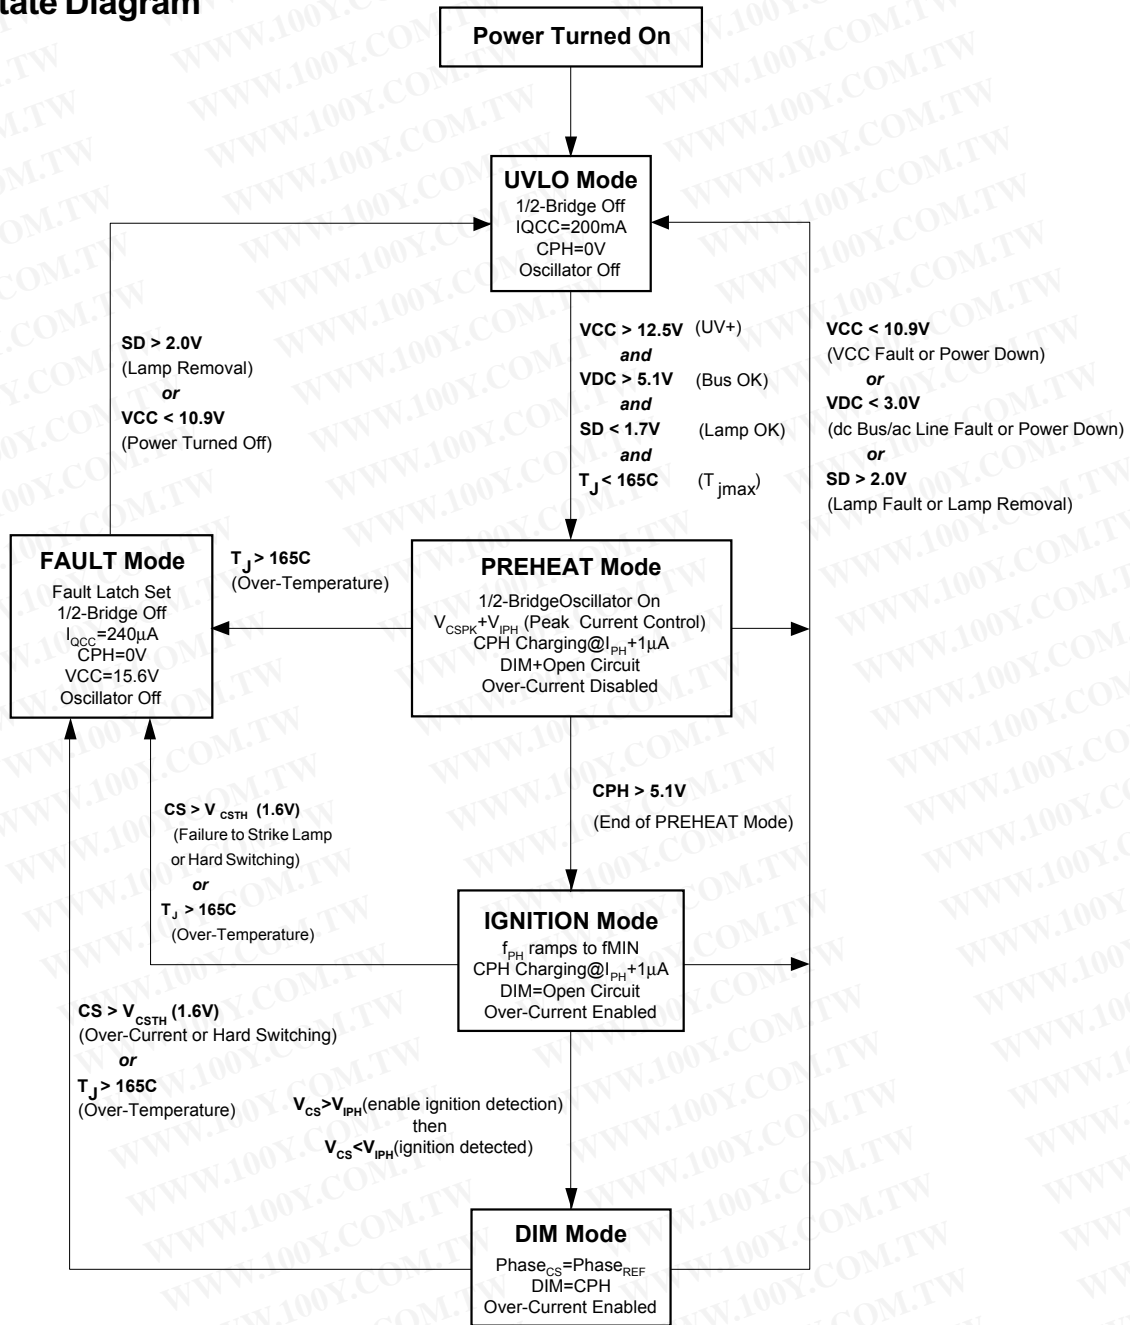 tate Diagram
Power Turned On
UVLO Mode
1/2-Bridge Off
IQCC=200mA
CPH=0V
Oscillator Off
SD > 2.0V
(Lamp Removal)
or
VCC < 10.9V
(Power Turned Off)
VCC > 12.5V (UV+)
and
VDC > 5.1V (Bus OK)
and
SD < 1.7V (Lamp OK)
and
TJ < 165C (Tjmax)
VCC < 10.9V
(VCC Fault or Power Down)
or
VDC < 3.0V
(dc Bus/ac Line Fault or Power Down)
or
SD > 2.0V
(Lamp Fault or Lamp Removal)
FAULT Mode
Fault Latch Set
1/2-Bridge Off
IQCC=240µA
CPH=0V
VCC=15.6V
Oscillator Off
TJ > 165C
(Over-Temperature)
PREHEAT Mode
1/2-BridgeOscillator On
VCSPK+VIPH (Peak Current Control)
CPH Charging@IPH+1µA
DIM+Open Circuit
Over-Current Disabled
CPH > 5.1V
(End of PREHEAT Mode)
CS > VCSTH (1.6V)
(Failure to Strike Lamp
or Hard Switching)
or
TJ > 165C
(Over-Temperature)
IGNITION Mode
fPH ramps to fMIN
CPH Charging@IPH+1µA
DIM=Open Circuit
Over-Current Enabled
CS > VCSTH (1.6V)
(Over-Current or Hard Switching)
or
TJ > 165C
(Over-Temperature)
VCS>VIPH(enable ignition detection)
then
VCS<VIPH(ignition detected)
DIM Mode
PhaseCS=PhaseREF
DIM=CPH
Over-Current Enabled
WWW.100Y.COM.TW